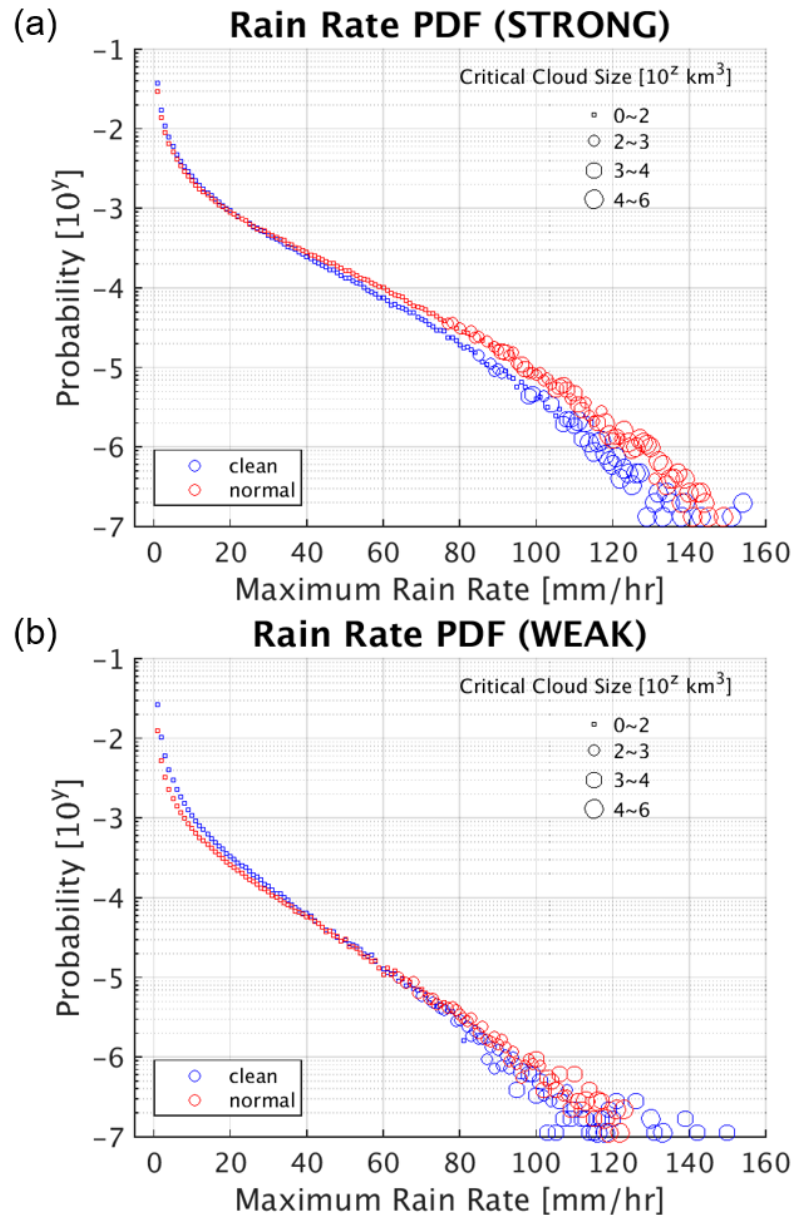 (a)
Rain Rate PDF (STRONG)
Critical Cloud Size [10^z km^3]
0~2
2~3
3~4
4~6
−1
−2
−3
−4
−5
−6
−7
Probability [10^y]
clean
normal
0 20 40 60 80 100 120 140 160
Maximum Rain Rate [mm/hr]
(b)
Rain Rate PDF (WEAK)
Critical Cloud Size [10^z km^3]
0~2
2~3
3~4
4~6
−1
−2
−3
−4
−5
−6
−7
Probability [10^y]
clean
normal
0 20 40 60 80 100 120 140 160
Maximum Rain Rate [mm/hr]